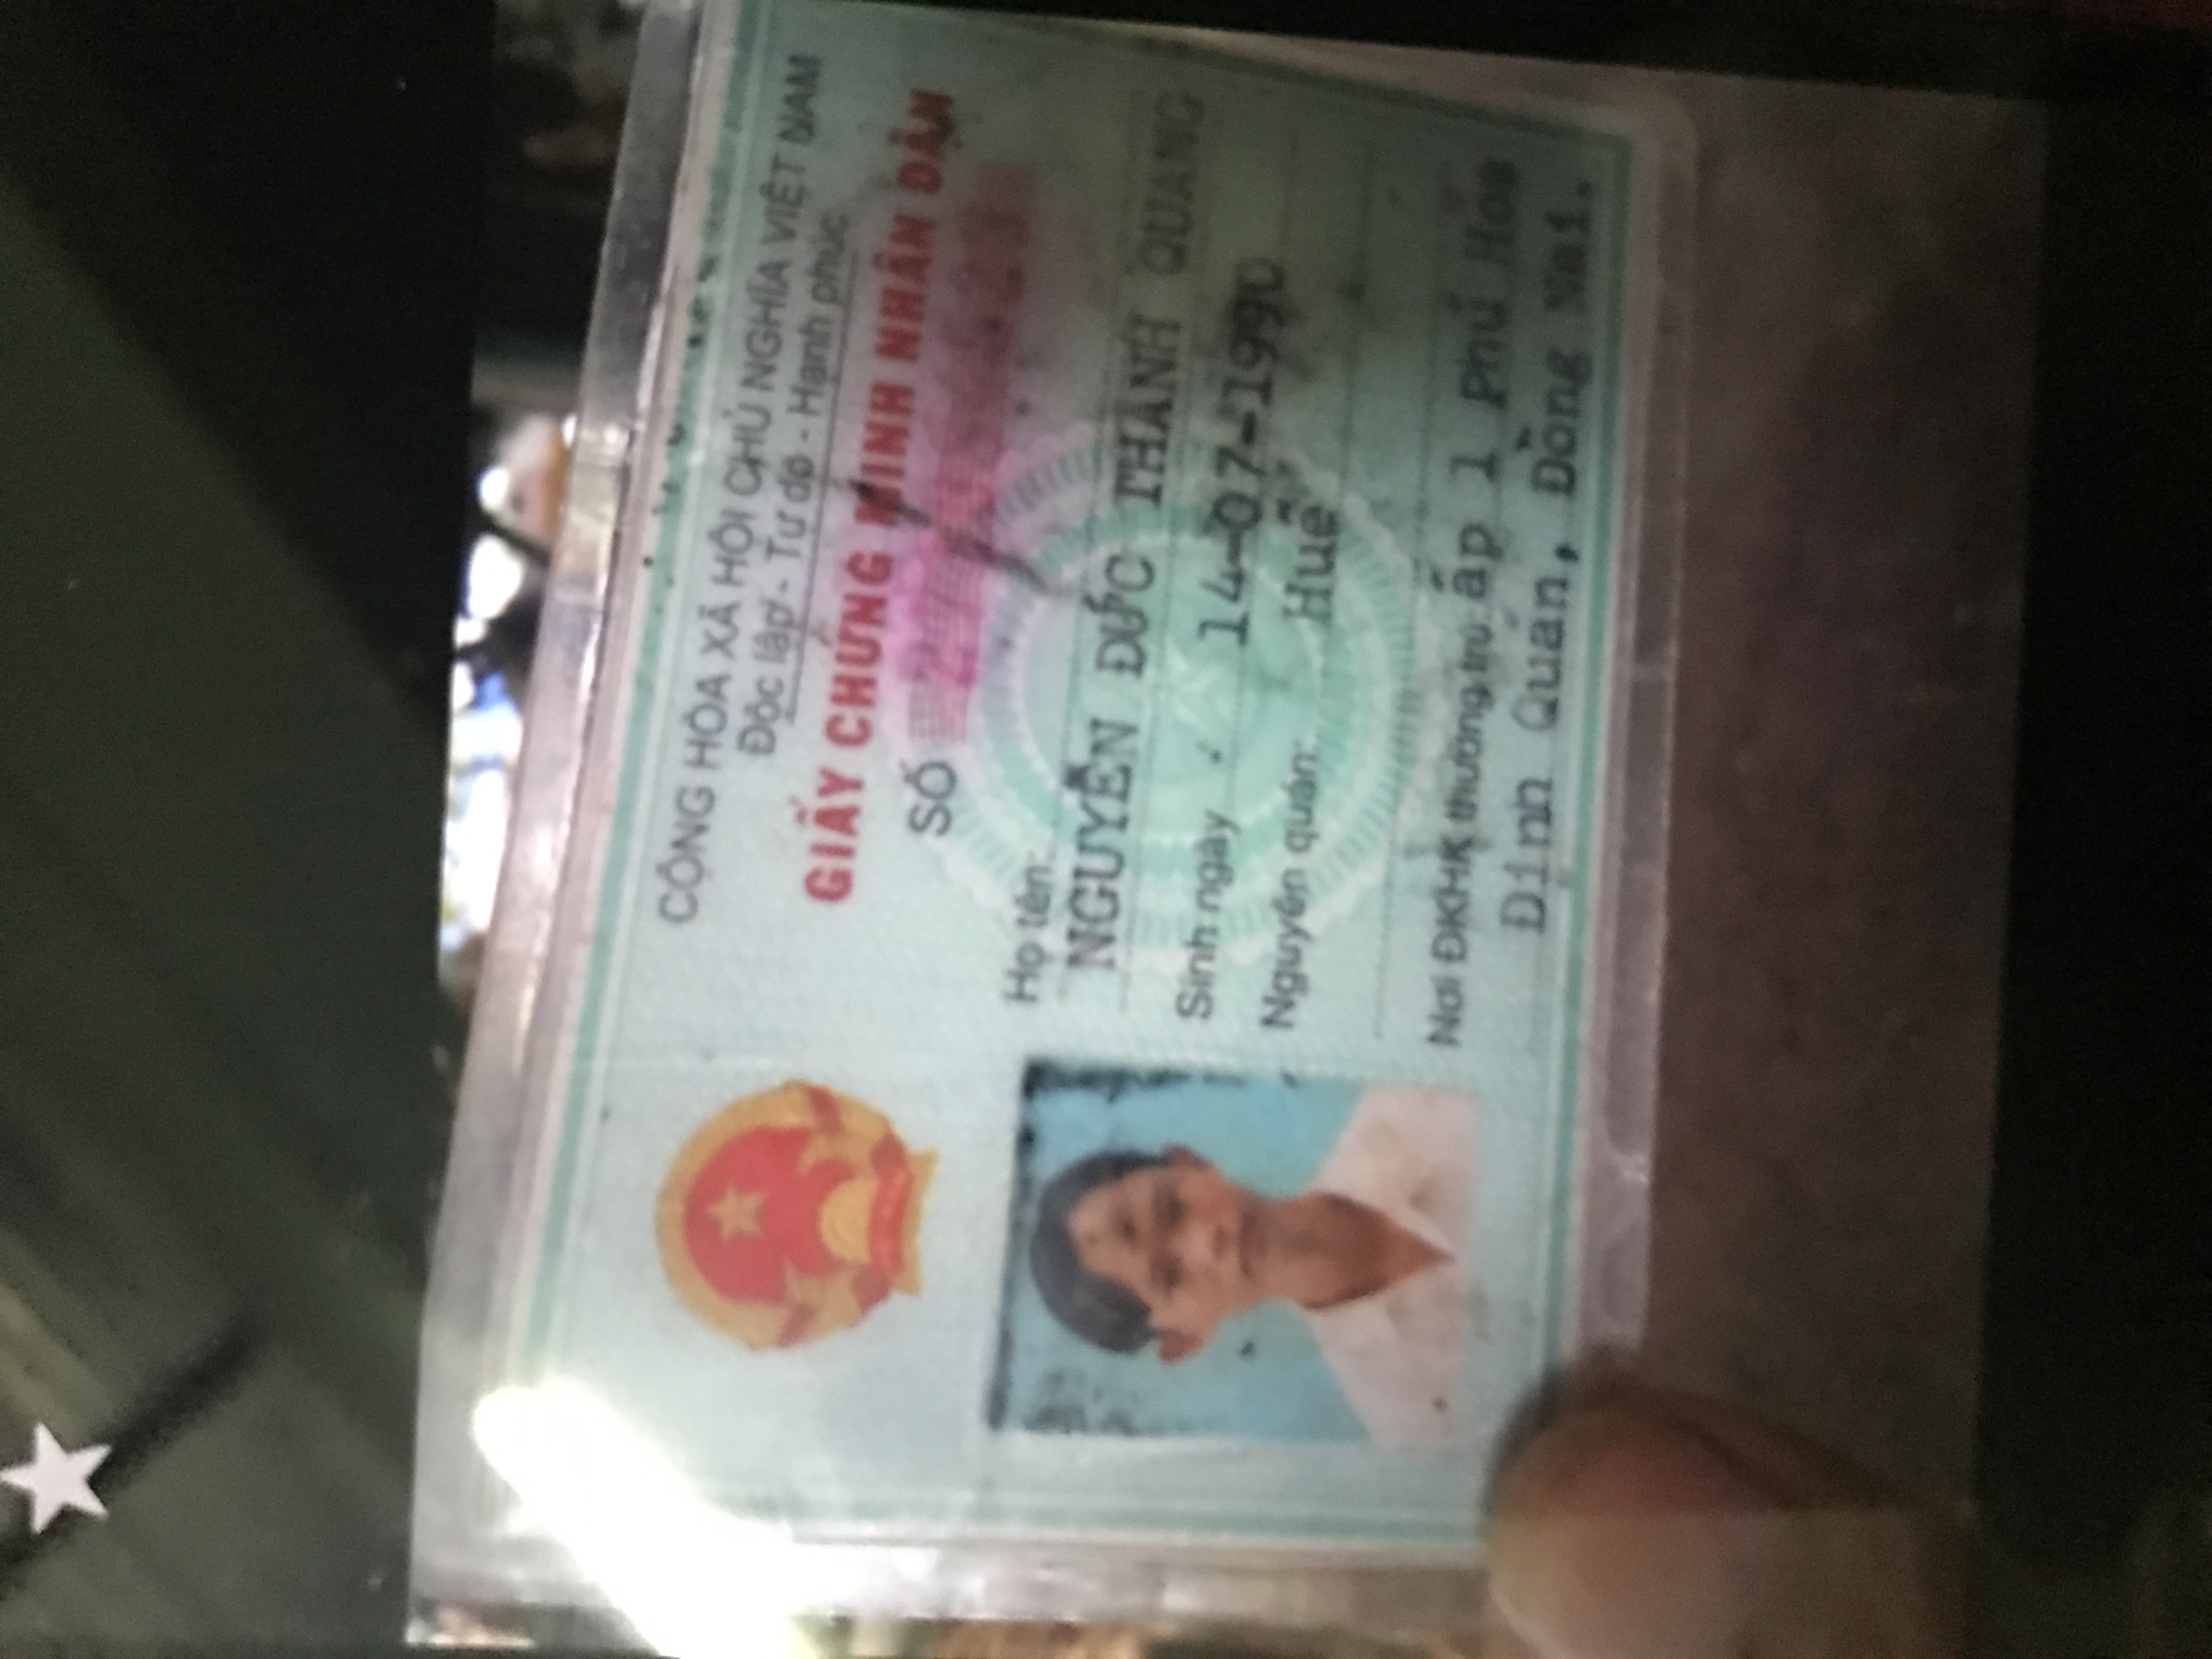 CỘNG HÒA XÃ HỘI CHỦ NGHĨA VIỆT NAM
Độc lập - Tự do - Hạnh phúc
GIẤY CHỨNG MINH NHÂN DÂN
SỐ
Họ tên:
NGUYỄN ĐỨC THANH QUANG
Sinh ngày 14-07-1990
Nguyên quán: Huế
Nơi ĐKHK thường trú: ấp 1 Phú Hòa
Định Quán, Đồng Nai.